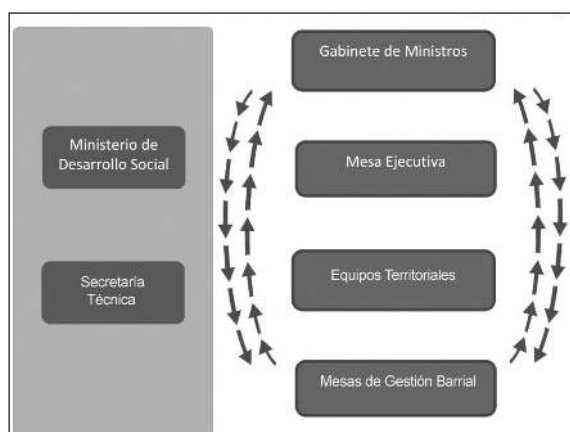 Gabinete de Ministros
Ministerio de
Desarrollo Social
Mesa Ejecutiva
Secretaría
Técnica
Equipos Territoriales
Mesas de Gestión Barrial